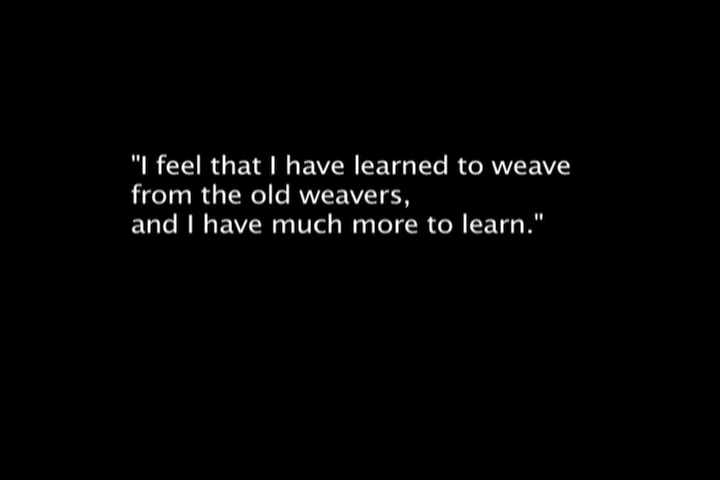 "I feel that I have learned to weave
from the old weavers,
and I have much more to learn."